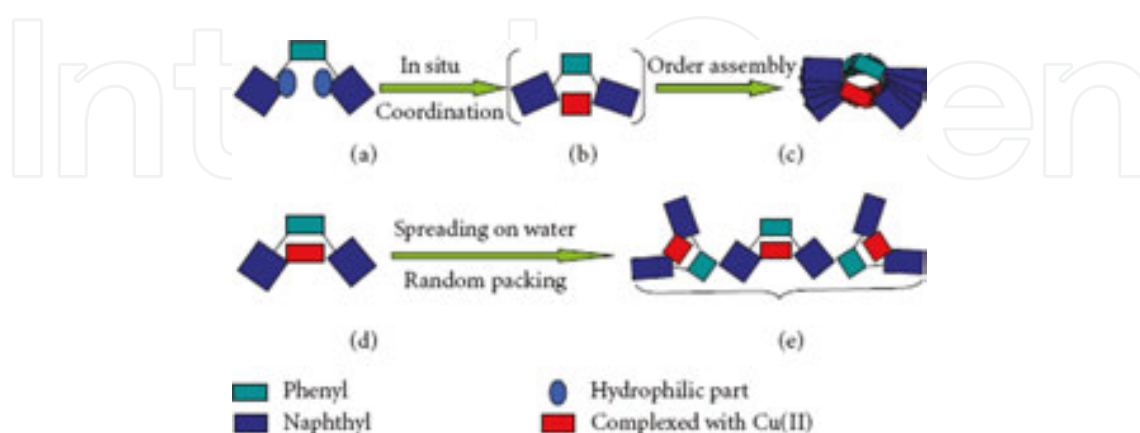 In situ
Coordination
Order assembly
(a)
(b)
(c)
Spreading on water
Random packing
(d)
(e)
Phenyl
Hydrophilic part
Naphthyl
Complexed with Cu(II)